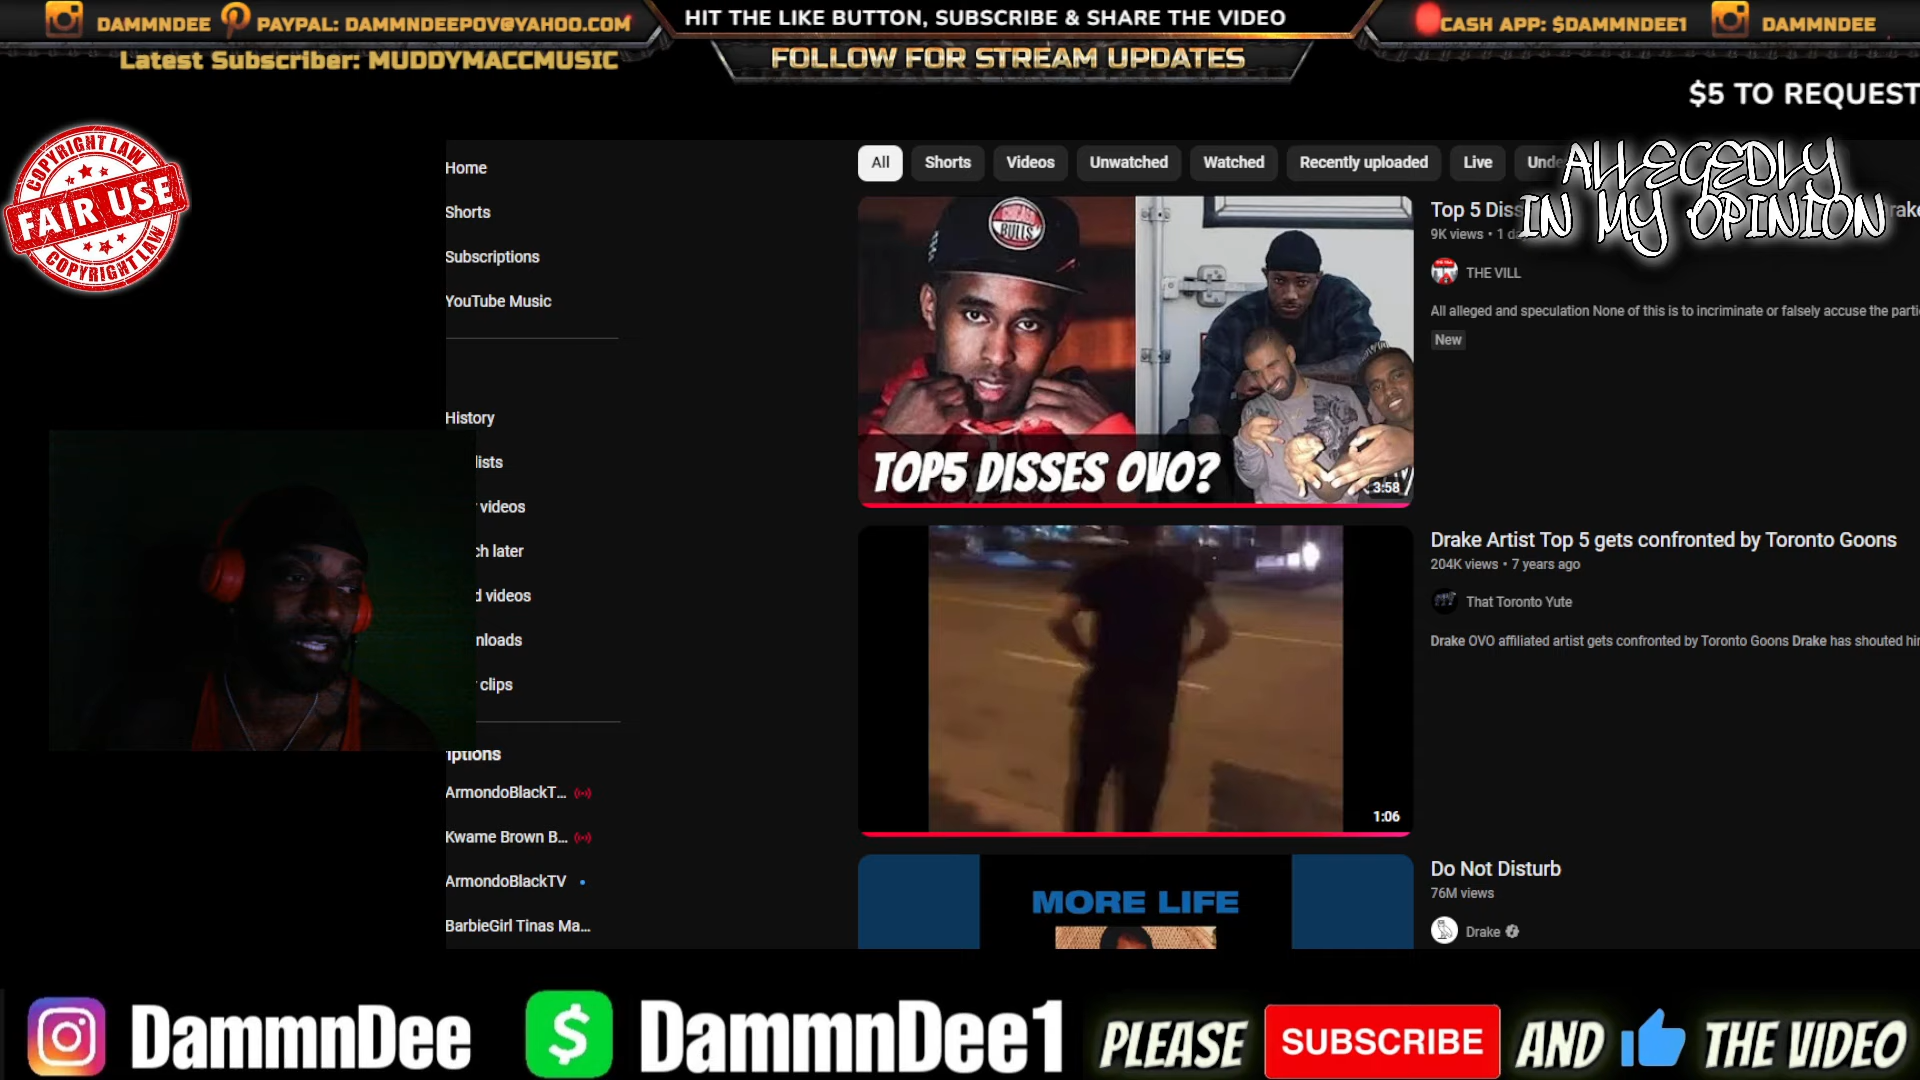 DAMMNDEE
PAYPAL: DAMMNDEEPOV@YAHOO.COM
HIT THE LIKE BUTTON, SUBSCRIBE & SHARE THE VIDEO
CASH APP: $DAMMNDEE1
DAMMNDEE
Latest Subscriber: MUDDYMACCMUSIC
FOLLOW FOR STREAM UPDATES
$5 TO REQUEST
COPYRIGHT LAW
FAIR USE
COPYRIGHT LAW
ALLEGEDLY
IN MY OPINION
Home
Shorts
Subscriptions
YouTube Music
History
lists
videos
ch later
d videos
nloads
clips
iptions
ArmondoBlackT...
Kwame Brown B...
ArmondoBlackTV
BarbieGirl Tinas Ma...
All
Shorts
Videos
Unwatched
Watched
Recently uploaded
Live
Unde
CHICAGO
BULLS
TOP5 DISSES OVO?
3:58
Top 5 Diss
rake
9K views • 1 da
THE VILL
All alleged and speculation None of this is to incriminate or falsely accuse the parti
New
1:06
Drake Artist Top 5 gets confronted by Toronto Goons
204K views • 7 years ago
That Toronto Yute
Drake OVO affiliated artist gets confronted by Toronto Goons Drake has shouted hi
MORE LIFE
Do Not Disturb
76M views
Drake
DammnDee
$
DammnDee1
PLEASE
SUBSCRIBE
AND
THE VIDEO